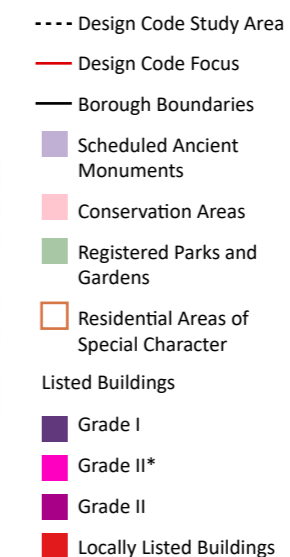 Design Code Study Area
Design Code Focus
Borough Boundaries
Scheduled Ancient
Monuments
Conservation Areas
Registered Parks and
Gardens
Residential Areas of
Special Character
Listed Buildings
Grade I
Grade II*
Grade II
Locally Listed Buildings